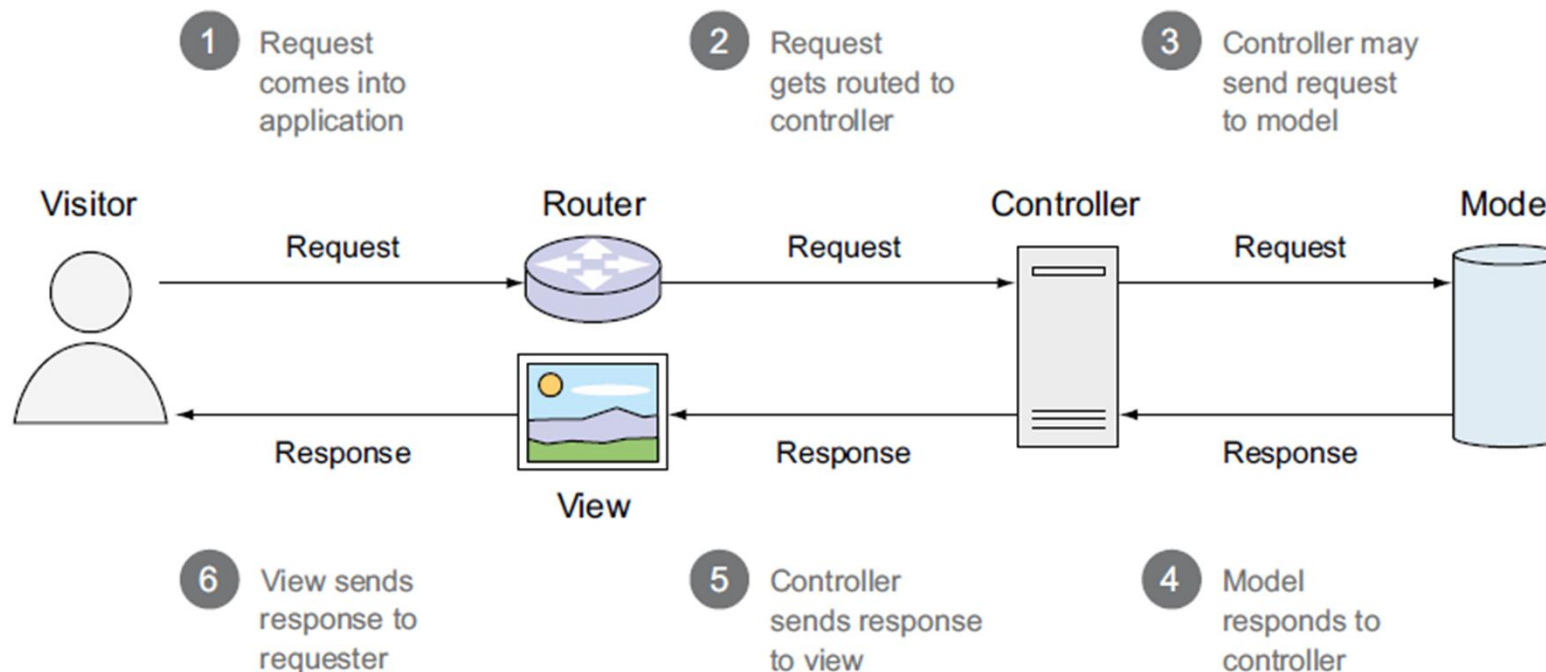 1 Request
comes into
application
2 Request
gets routed to
controller
3 Controller may
send request
to model
Visitor
Router
Controller
Mode
Request
Request
Request
Response
Response
Response
View
6 View sends
response to
requester
5 Controller
sends response
to view
4 Model
responds to
controller